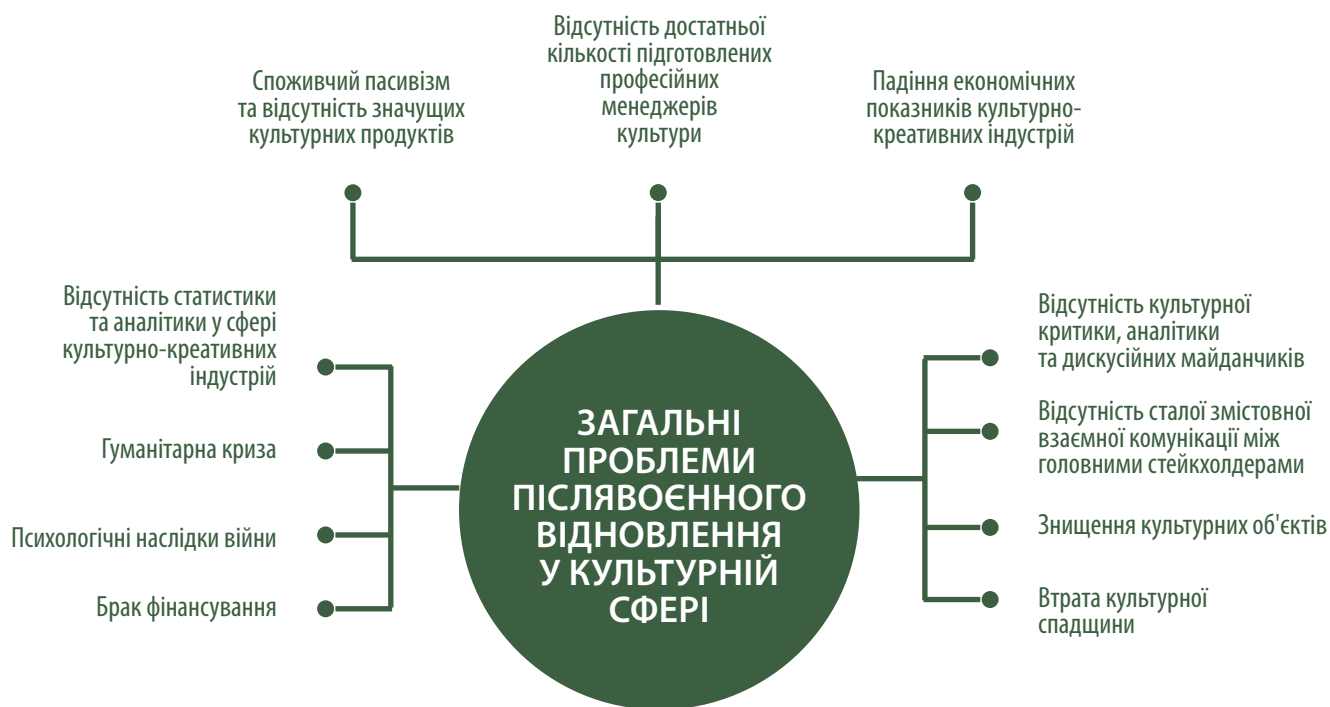 Споживчий пасивізм
та відсутність значущих
культурних продуктів
Відсутність достатньої
кількості підготовлених
професійних
менеджерів
культури
Падіння економічних
показників культурно-
креативних індустрій
Відсутність статистики
та аналітики у сфері
культурно-креативних
індустрій
Гуманітарна криза
Психологічні наслідки війни
Брак фінансування
ЗАГАЛЬНІ
ПРОБЛЕМИ
ПІСЛЯВОЄННОГО
ВІДНОВЛЕННЯ
У КУЛЬТУРНІЙ
СФЕРІ
Відсутність культурної
критики, аналітики
та дискусійних майданчиків
Відсутність сталої змістовної
взаємної комунікації між
головними стейкхолдерами
Знищення культурних об'єктів
Втрата культурної
спадщини